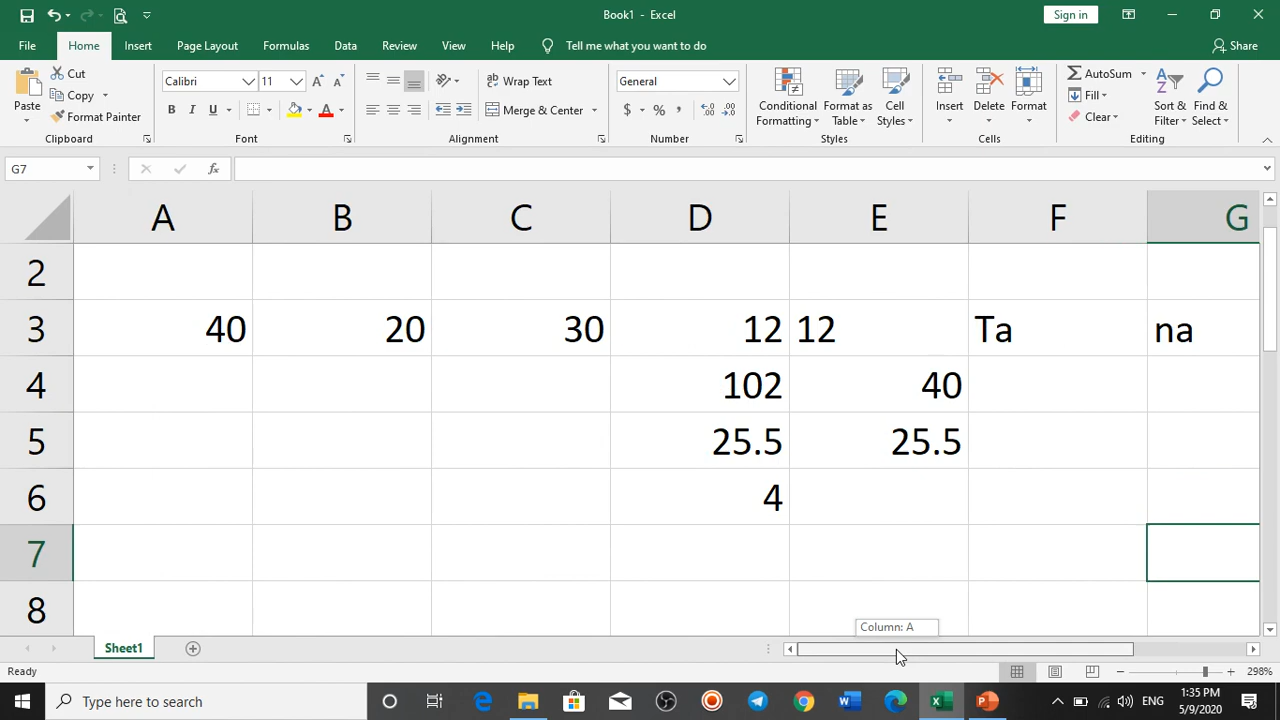 Book1 - Excel
Sign in
File Home Insert Page Layout Formulas Data Review View Help Tell me what you want to do Share
Paste
Cut
Copy
Format Painter
Clipboard
Calibri 11
B I U
Font
Wrap Text
Merge & Center
Alignment
General
$ % ,
Number
Conditional Formatting
Format as Table
Cell Styles
Styles
Insert
Delete
Format
Cells
AutoSum
Fill
Clear
Sort & Filter
Find & Select
Editing
G7 fx
A B C D E F G
2
3 40 20 30 12 12 Ta na
4 102 40
5 25.5 25.5
6 4
7
8
Column: A
Sheet1
Ready 298%
Type here to search
ENG
1:35 PM
5/9/2020